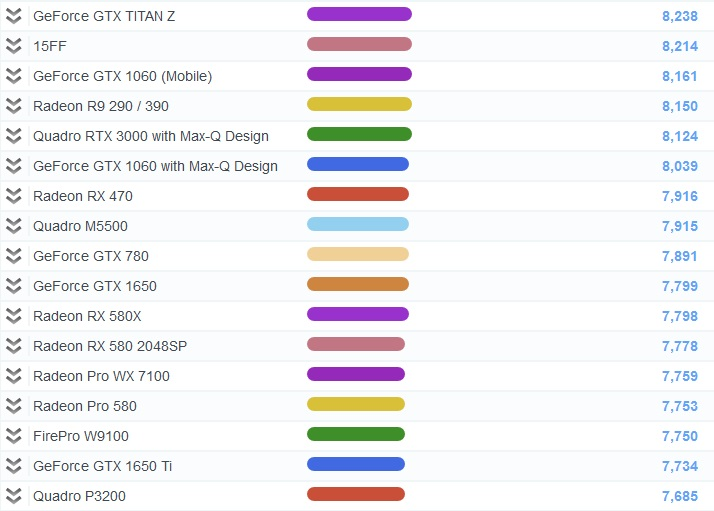 GeForce GTX TITAN Z 8,238
15FF 8,214
GeForce GTX 1060 (Mobile) 8,161
Radeon R9 290 / 390 8,150
Quadro RTX 3000 with Max-Q Design 8,124
GeForce GTX 1060 with Max-Q Design 8,039
Radeon RX 470 7,916
Quadro M5500 7,915
GeForce GTX 780 7,891
GeForce GTX 1650 7,799
Radeon RX 580X 7,798
Radeon RX 580 2048SP 7,778
Radeon Pro WX 7100 7,759
Radeon Pro 580 7,753
FirePro W9100 7,750
GeForce GTX 1650 Ti 7,734
Quadro P3200 7,685